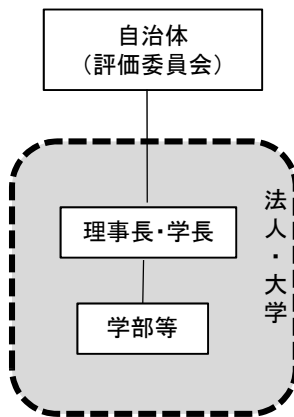 自治体
（評価委員会）
理事長・学長
学部等
法人・大学